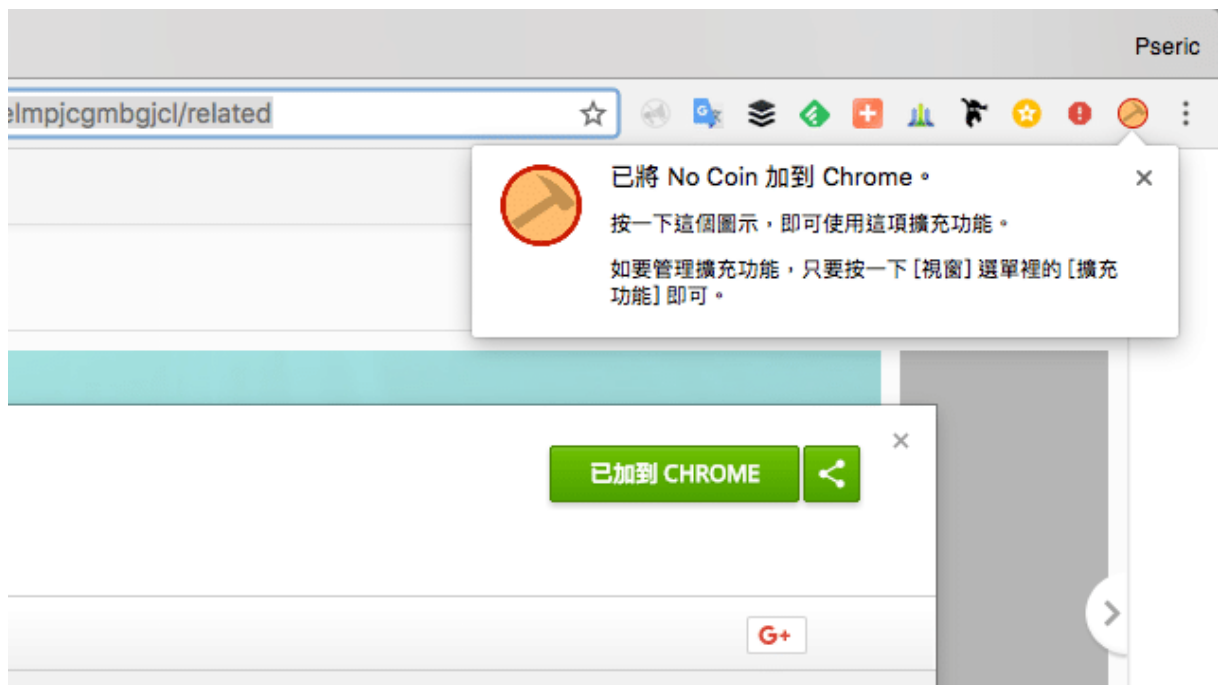 Pseric
elmpjcgmbgjcl/related
已將 No Coin 加到 Chrome。
按一下這個圖示，即可使用這項擴充功能。
如要管理擴充功能，只要按一下 [視窗] 選單裡的 [擴充
功能] 即可。
已加到 CHROME
G+